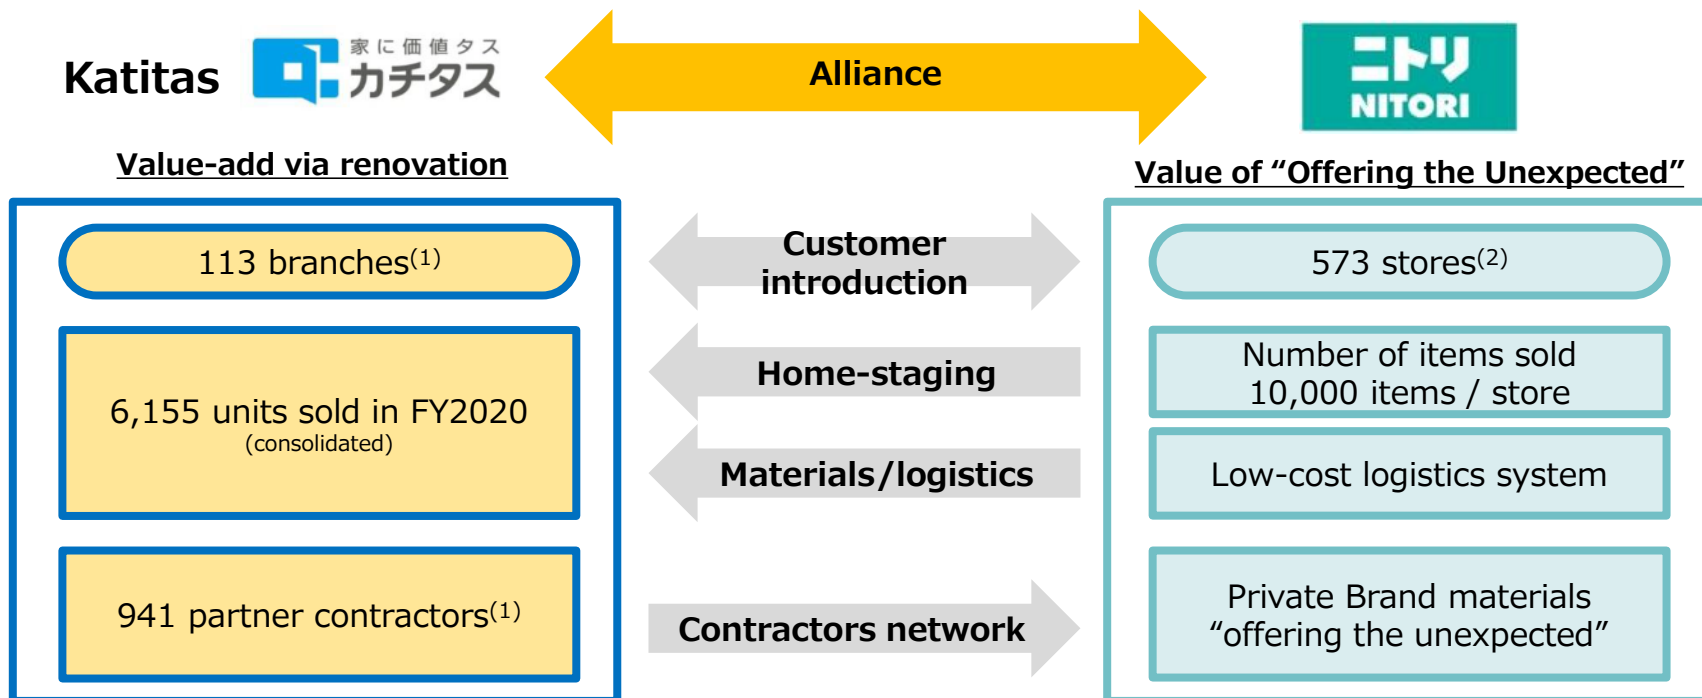 Katitas
家に価値タス
カチタス
Alliance
ニトリ
NITORI
Value-add via renovation
Value of “Offering the Unexpected”
113 branches(1)
Customer
introduction
573 stores(2)
6,155 units sold in FY2020
(consolidated)
Home-staging
Number of items sold
10,000 items / store
Materials/logistics
Low-cost logistics system
941 partner contractors(1)
Contractors network
Private Brand materials
“offering the unexpected”